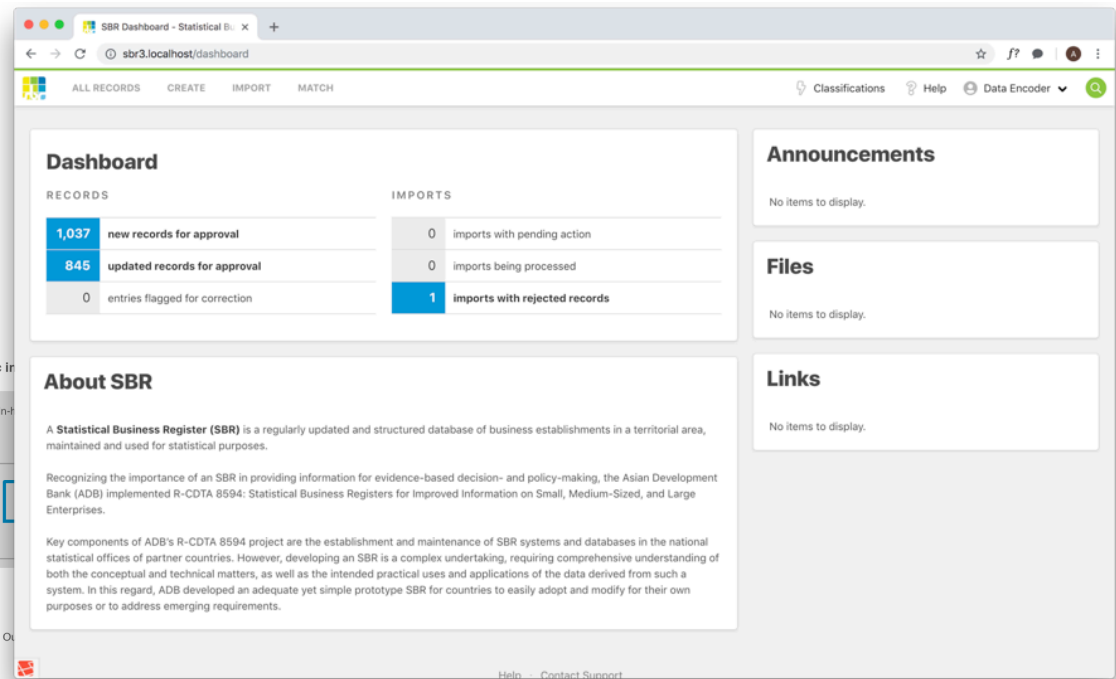 SBR Dashboard - Statistical Bu
sbr3.localhost/dashboard
f?
A
ALL RECORDS CREATE IMPORT MATCH
Classifications Help Data Encoder
Dashboard
RECORDS
1,037 new records for approval
845 updated records for approval
0 entries flagged for correction
IMPORTS
0 imports with pending action
0 imports being processed
1 imports with rejected records
About SBR
A Statistical Business Register (SBR) is a regularly updated and structured database of business establishments in a territorial area,
maintained and used for statistical purposes.
Recognizing the importance of an SBR in providing information for evidence-based decision- and policy-making, the Asian Development
Bank (ADB) implemented R-CDTA 8594: Statistical Business Registers for Improved Information on Small, Medium-Sized, and Large
Enterprises.
Key components of ADB's R-CDTA 8594 project are the establishment and maintenance of SBR systems and databases in the national
statistical offices of partner countries. However, developing an SBR is a complex undertaking, requiring comprehensive understanding of
both the conceptual and technical matters, as well as the intended practical uses and applications of the data derived from such a
system. In this regard, ADB developed an adequate yet simple prototype SBR for countries to easily adopt and modify for their own
purposes or to address emerging requirements.
Announcements
No items to display.
Files
No items to display.
Links
No items to display.
Help · Contact Support